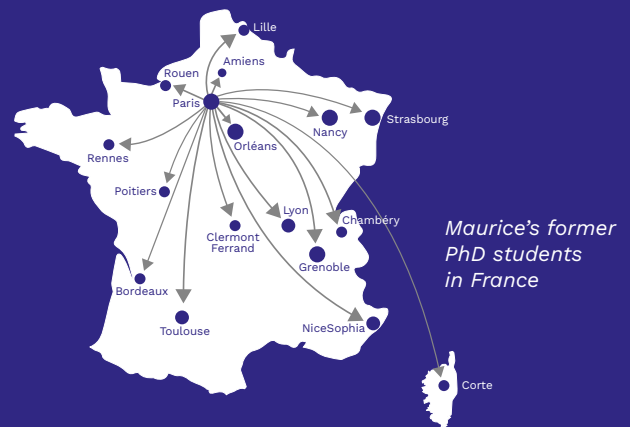 Lille
Amiens
Rouen
Paris
Strasbourg
Nancy
Orléans
Rennes
Poitiers
Lyon
Chambéry
Clermont
Ferrand
Grenoble
Maurice’s former
PhD students
in France
Bordeaux
Toulouse
NiceSophia
Corte